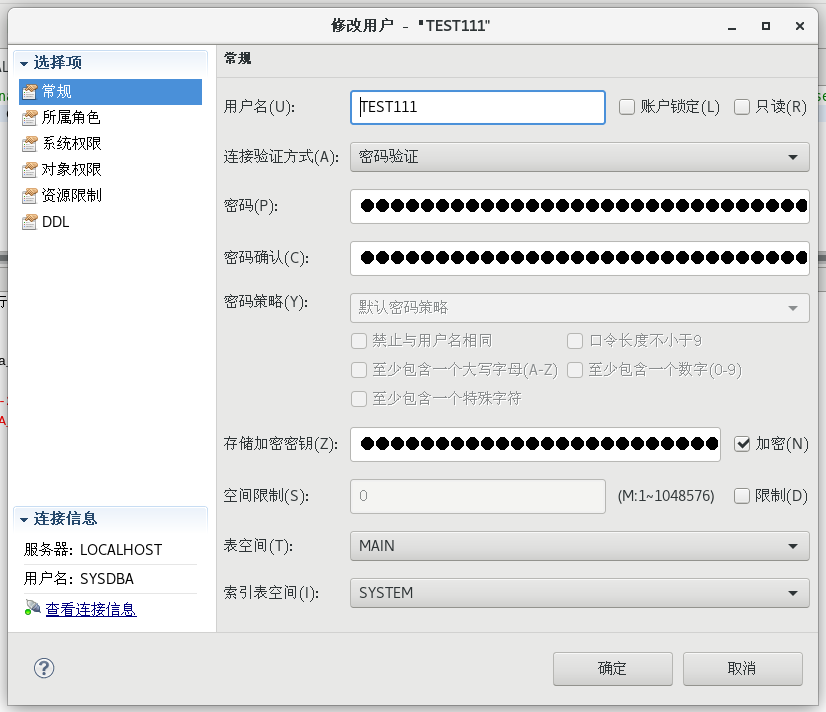 修改用户 - "TEST111"
选择项
常规
所属角色
系统权限
对象权限
资源限制
DDL
连接信息
服务器: LOCALHOST
用户名: SYSDBA
查看连接信息
常规
用户名(U): TEST111 账户锁定(L) 只读(R)
连接验证方式(A): 密码验证
密码(P):
密码确认(C):
密码策略(Y): 默认密码策略
禁止与用户名相同 口令长度不小于9
至少包含一个大写字母(A-Z) 至少包含一个数字(0-9)
至少包含一个特殊字符
存储加密密钥(Z): 加密(N)
空间限制(S): 0 (M:1~1048576) 限制(D)
表空间(T): MAIN
索引表空间(I): SYSTEM
确定 取消